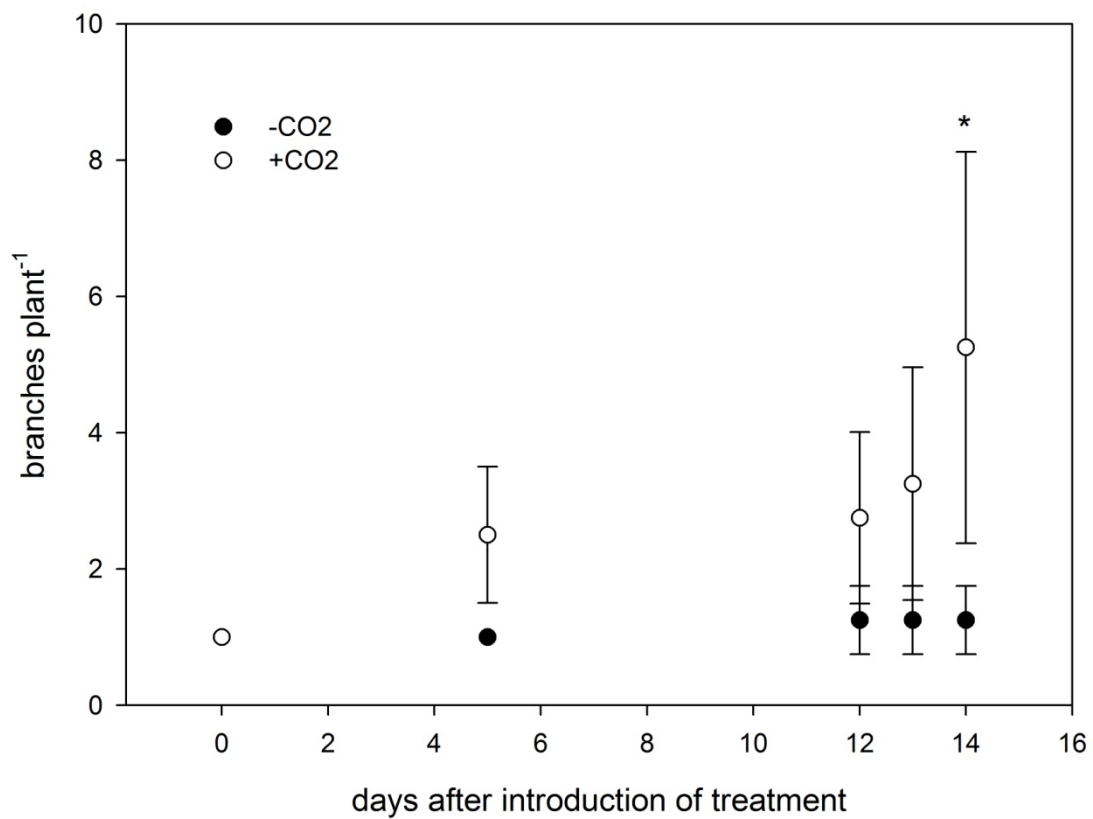 10
8
6
4
2
0
branches plant⁻¹
-CO2
+CO2
*
0 2 4 6 8 10 12 14 16
days after introduction of treatment